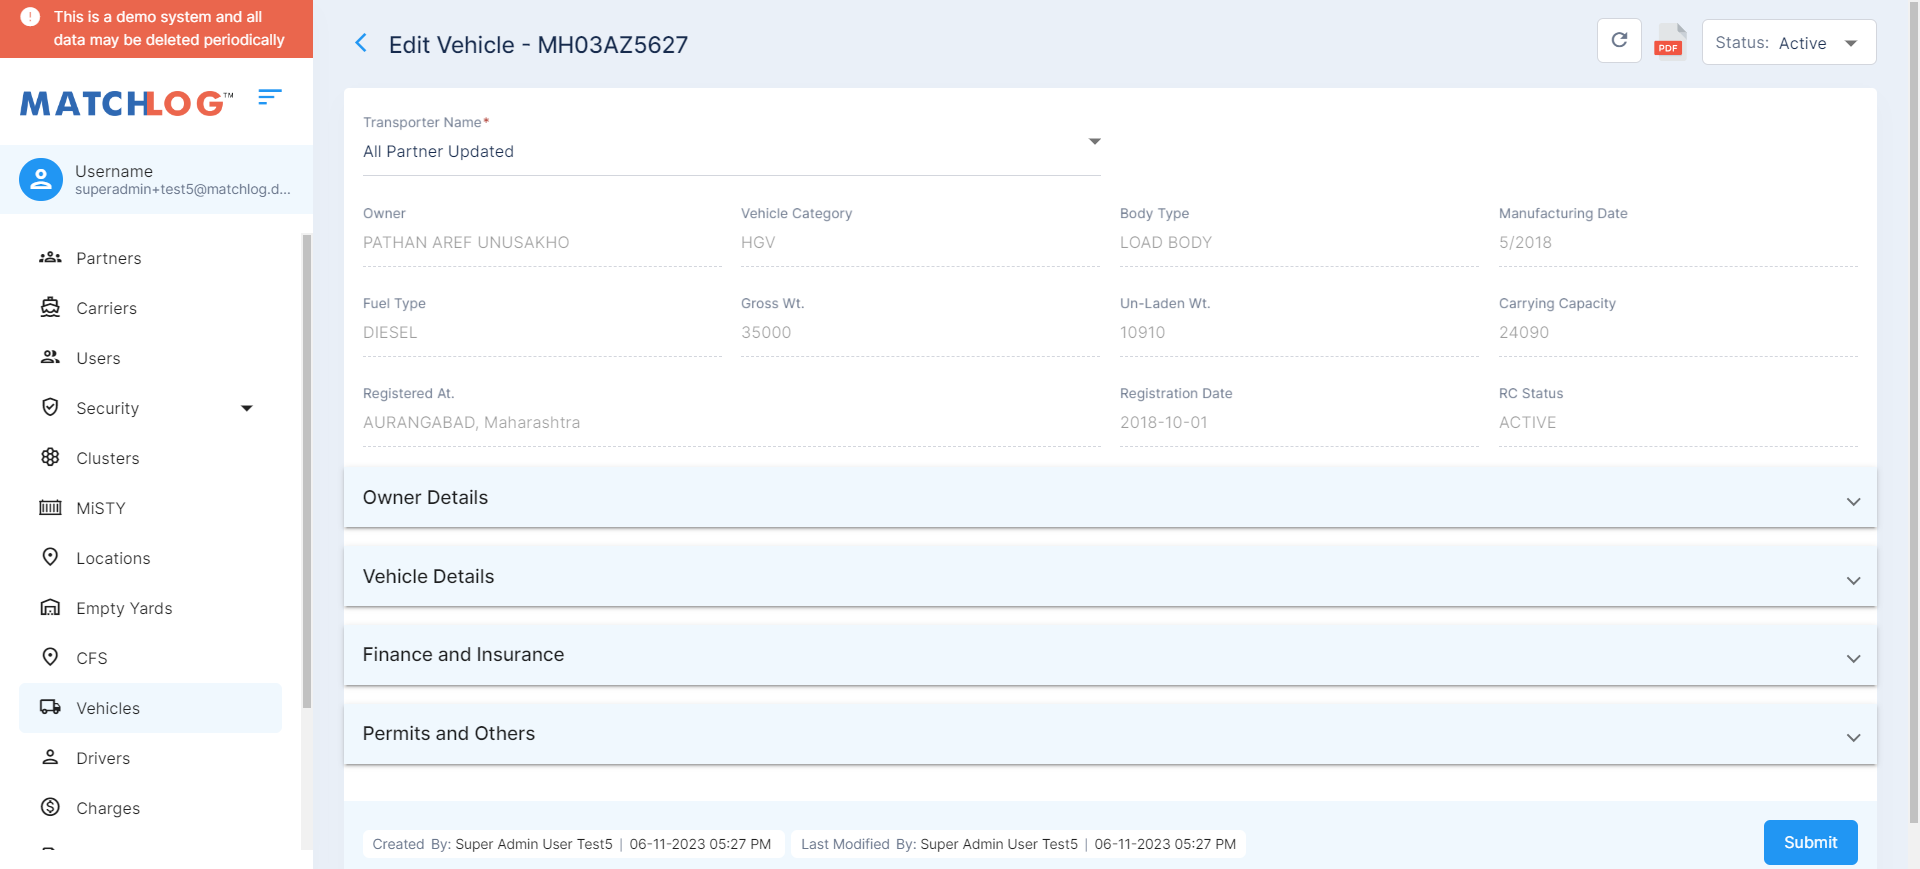 This is a demo system and all
data may be deleted periodically
MATCHLOG™
Username
superadmin+test5@matchlog.d...
Partners
Carriers
Users
Security
Clusters
MiSTY
Locations
Empty Yards
CFS
Vehicles
Drivers
Charges
Edit Vehicle - MH03AZ5627
PDF
Status: Active
Transporter Name*
All Partner Updated
Owner Vehicle Category Body Type Manufacturing Date
PATHAN AREF UNUSAKHO HGV LOAD BODY 5/2018
Fuel Type Gross Wt. Un-Laden Wt. Carrying Capacity
DIESEL 35000 10910 24090
Registered At. Registration Date RC Status
AURANGABAD, Maharashtra 2018-10-01 ACTIVE
Owner Details
Vehicle Details
Finance and Insurance
Permits and Others
Created By: Super Admin User Test5 | 06-11-2023 05:27 PM Last Modified By: Super Admin User Test5 | 06-11-2023 05:27 PM
Submit